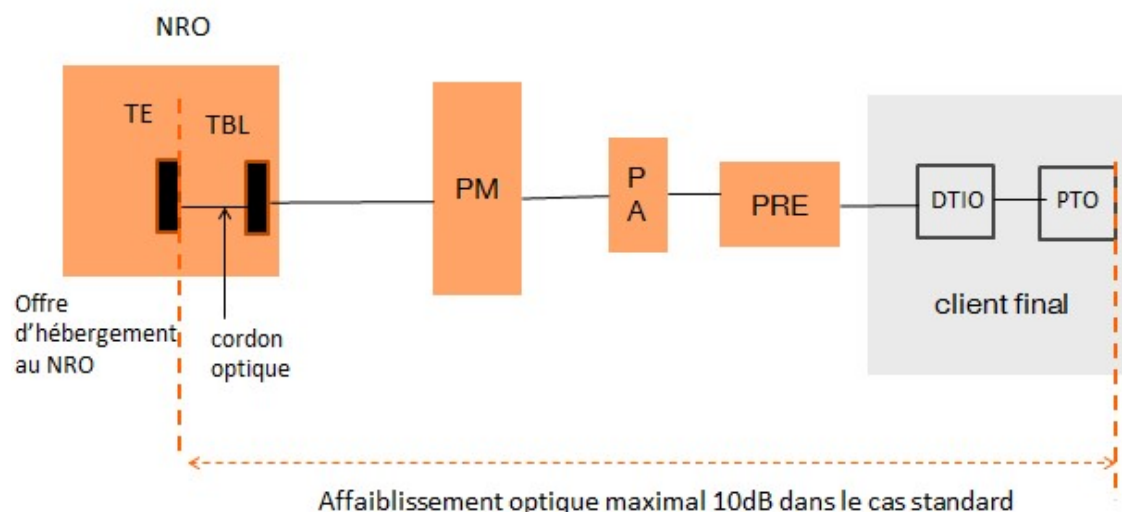 NRO
TE
TBL
PM
P
A
PRE
DTIO
PTO
client final
Offre
d'hébergement
au NRO
cordon
optique
Affaiblissement optique maximal 10dB dans le cas standard